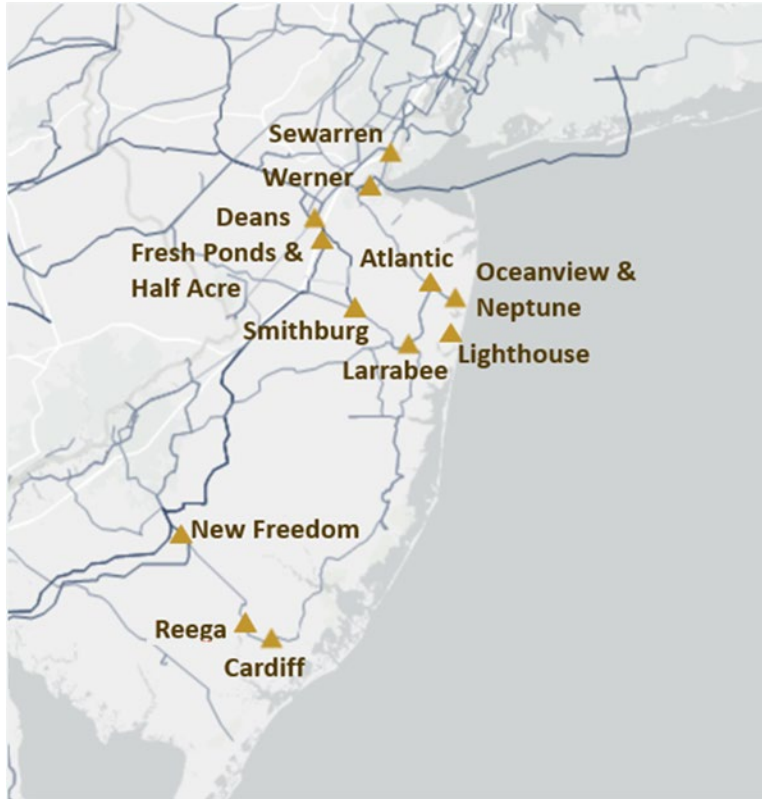 Sewarren
Werner
Deans
Fresh Ponds &
Half Acre
Atlantic
Oceanview &
Neptune
Smithburg
Lighthouse
Larrabee
New Freedom
Reega
Cardiff